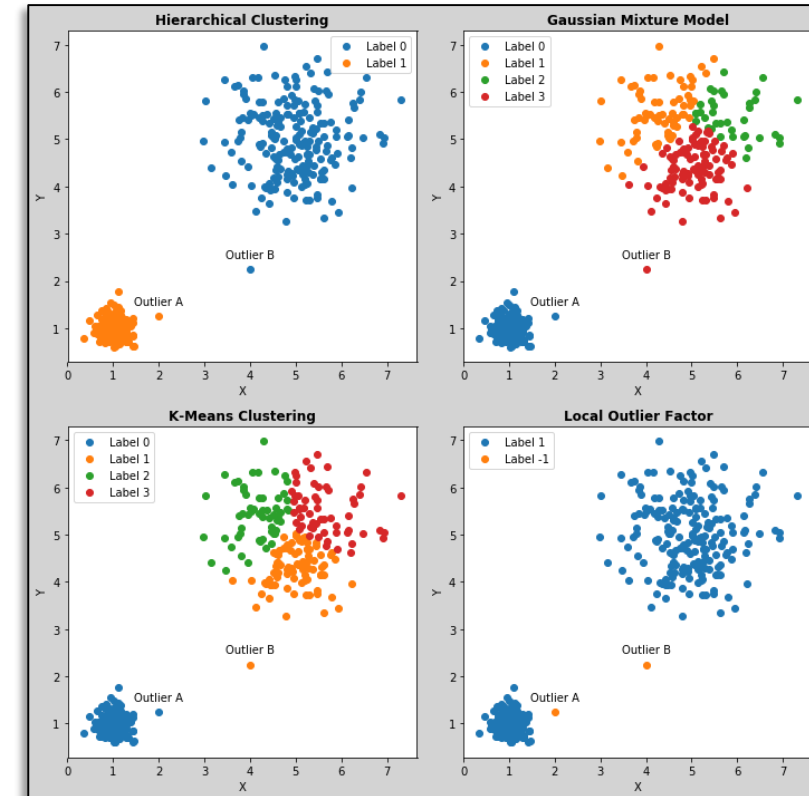 Hierarchical Clustering
Label 0
Label 1
Outlier B
Outlier A
Y
7
6
5
4
3
2
1
0 1 2 3 4 5 6 7
X
Gaussian Mixture Model
Label 0
Label 1
Label 2
Label 3
Outlier B
Outlier A
Y
7
6
5
4
3
2
1
0 1 2 3 4 5 6 7
X
K-Means Clustering
Label 0
Label 1
Label 2
Label 3
Outlier B
Outlier A
Y
7
6
5
4
3
2
1
0 1 2 3 4 5 6 7
X
Local Outlier Factor
Label 1
Label -1
Outlier B
Outlier A
Y
7
6
5
4
3
2
1
0 1 2 3 4 5 6 7
X